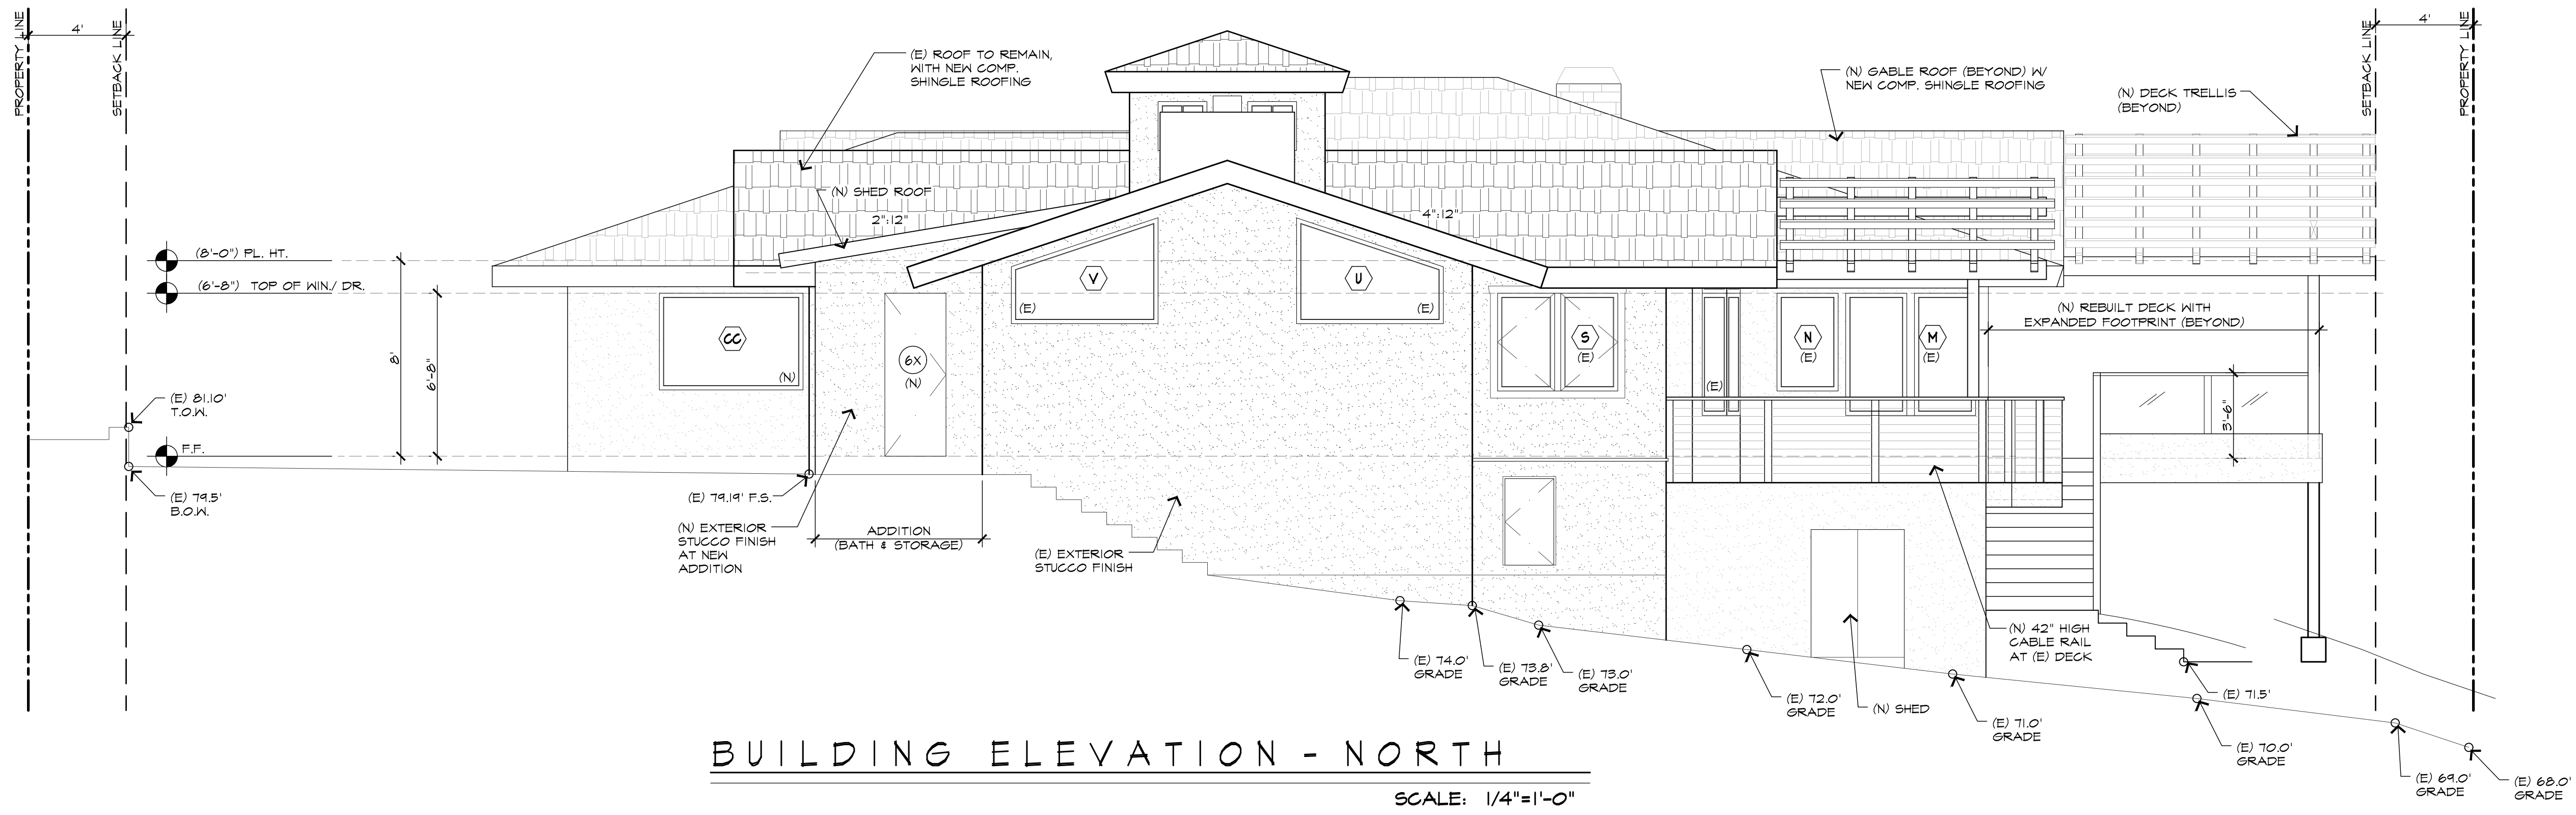 PROPERTY LINE
4'
SETBACK LINE
(E) ROOF TO REMAIN,
WITH NEW COMP.
SHINGLE ROOFING
(N) GABLE ROOF (BEYOND) W/
NEW COMP. SHINGLE ROOFING
(N) DECK TRELLIS
(BEYOND)
SETBACK LINE
4'
PROPERTY LINE
(N) SHED ROOF
2":12"
4":12"
(8'-0") PL. HT.
(6'-8") TOP OF WIN./ DR.
V
(E)
U
(E)
CC
(N)
6X
(N)
S
(E)
(E)
N
(E)
M
(E)
(N) REBUILT DECK WITH
EXPANDED FOOTPRINT (BEYOND)
8'
6'-8"
3'-6"
(E) 81.10'
T.O.W.
F.F.
(E) 79.5'
B.O.W.
(E) 79.19' F.S.
(N) EXTERIOR
STUCCO FINISH
AT NEW
ADDITION
ADDITION
(BATH & STORAGE)
(E) EXTERIOR
STUCCO FINISH
(E) 74.0'
GRADE
(E) 73.8'
GRADE
(E) 73.0'
GRADE
(E) 72.0'
GRADE
(N) SHED
(E) 71.0'
GRADE
(N) 42" HIGH
CABLE RAIL
AT (E) DECK
(E) 71.5'
(E) 70.0'
GRADE
(E) 69.0'
GRADE
(E) 68.0'
GRADE
BUILDING ELEVATION - NORTH
SCALE: 1/4"=1'-0"